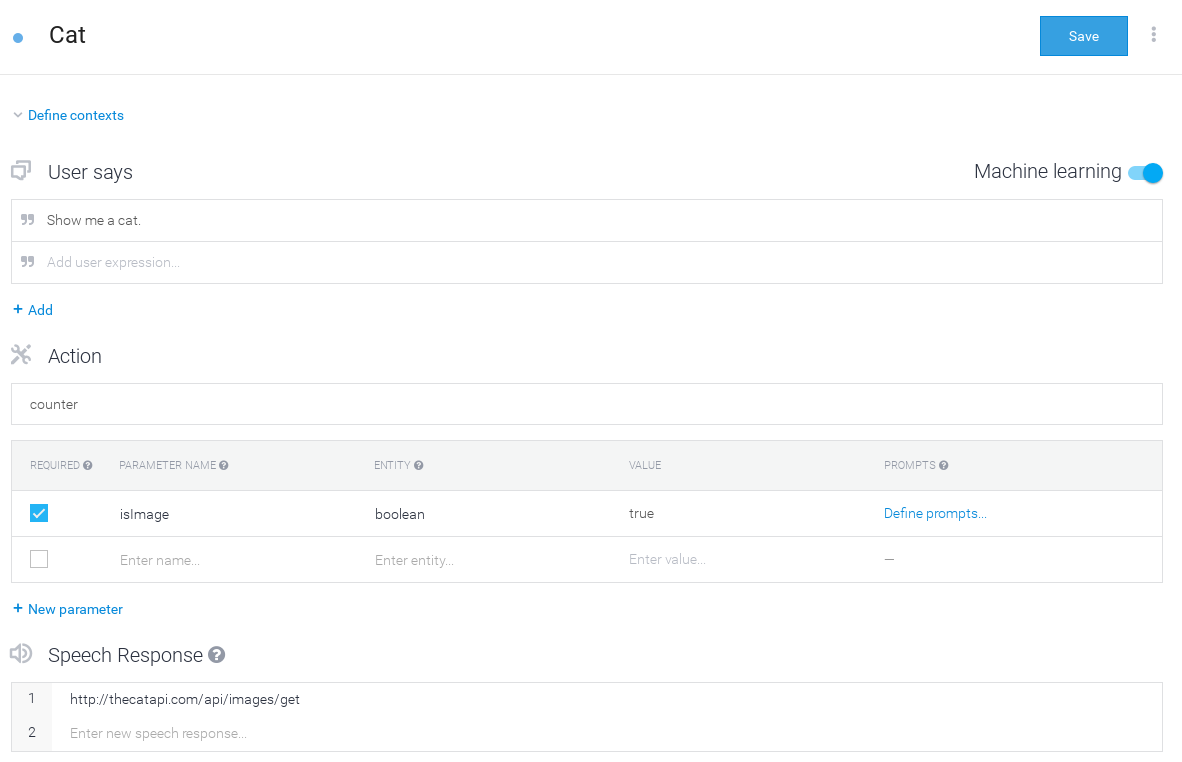 Cat
Save
Define contexts
User says
Machine learning
Show me a cat.
Add user expression...
+ Add
Action
counter
REQUIRED ? PARAMETER NAME ? ENTITY ? VALUE PROMPTS ?
isImage boolean true Define prompts...
Enter name... Enter entity... Enter value... —
+ New parameter
Speech Response ?
1 http://thecatapi.com/api/images/get
2 Enter new speech response...